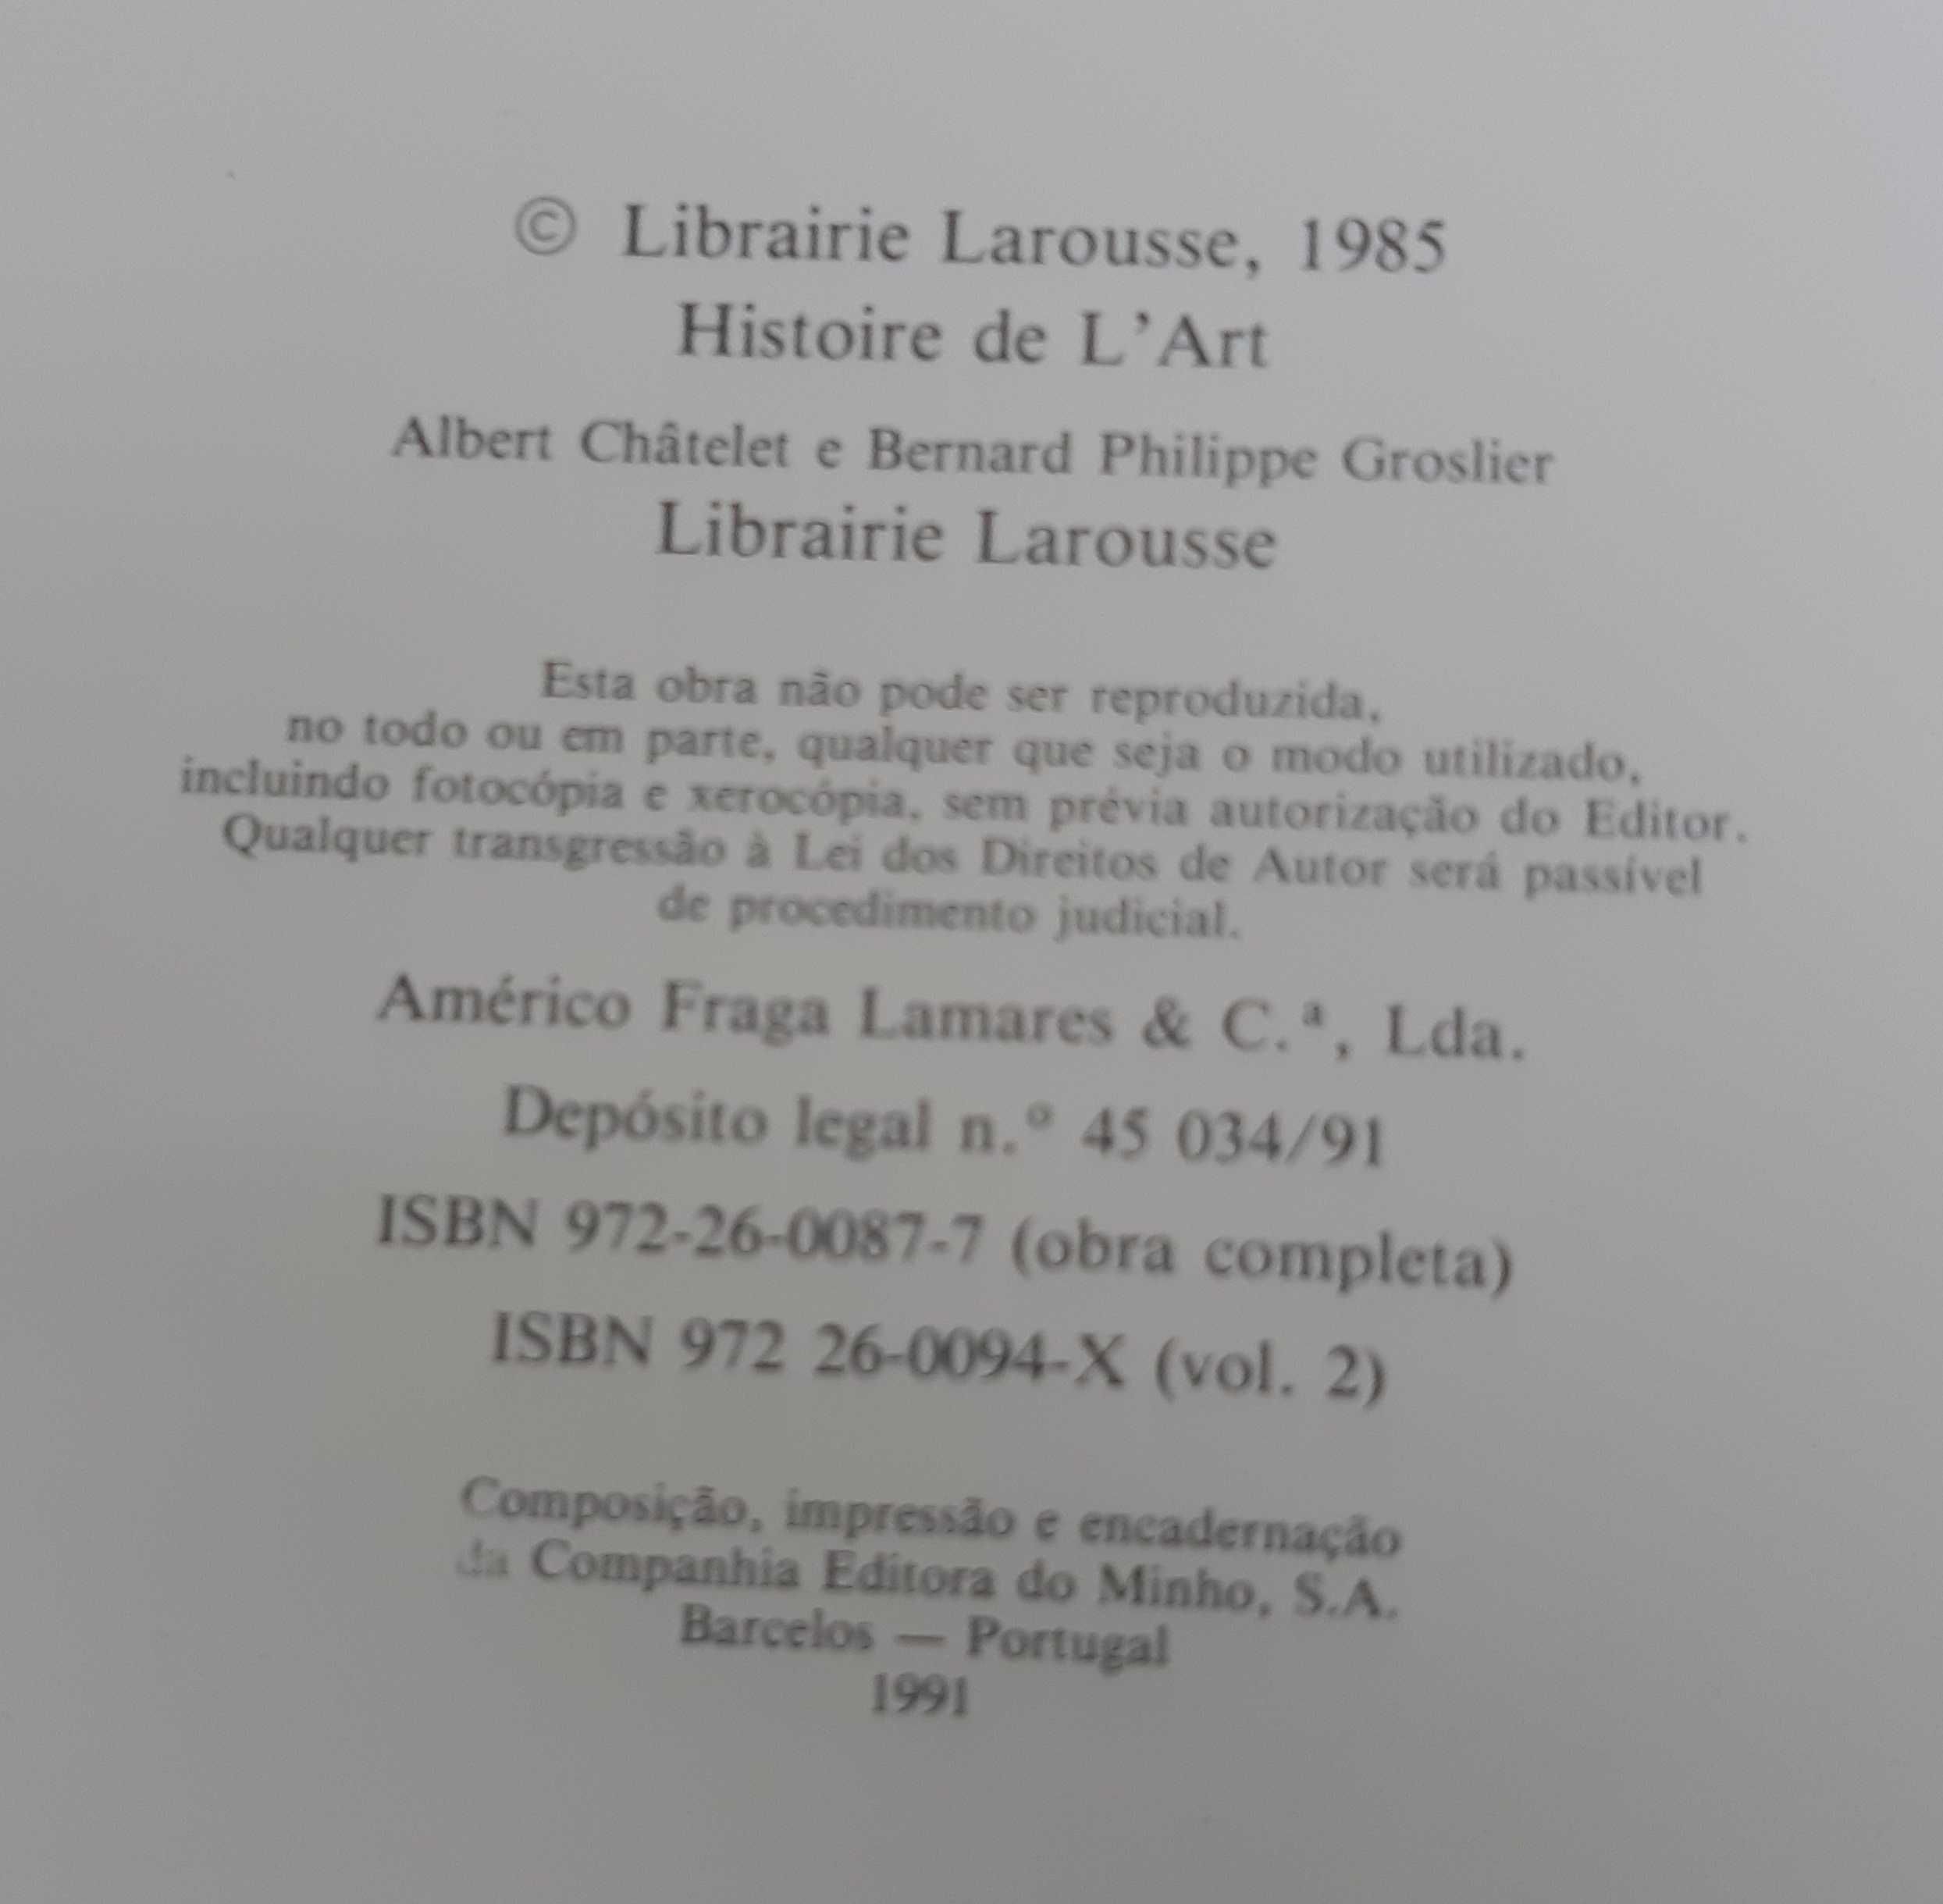 © Librairie Larousse, 1985
Histoire de L'Art
Albert Châtelet e Bernard Philippe Groslier
Librairie Larousse
Esta obra não pode ser reproduzida,
no todo ou em parte, qualquer que seja o modo utilizado,
incluindo fotocópia e xerocópia, sem prévia autorização do Editor.
Qualquer transgressão à Lei dos Direitos de Autor será passível
de procedimento judicial.
Américo Fraga Lamares & C.ª, Lda.
Depósito legal n.º 45 034/91
ISBN 972-26-0087-7 (obra completa)
ISBN 972 26-0094-X (vol. 2)
Composição, impressão e encadernação
da Companhia Editora do Minho, S.A.
Barcelos — Portugal
1991